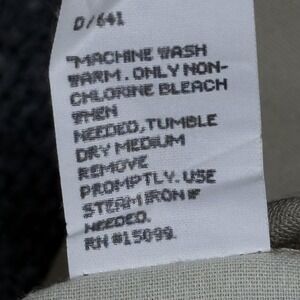 D/641
"MACHINE WASH
WARM. ONLY NON-
CHLORINE BLEACH
WHEN
NEEDED, TUMBLE
DRY MEDIUM
REMOVE
PROMPTLY. USE
STEAM IRON IF
NEEDED.
RN #15099